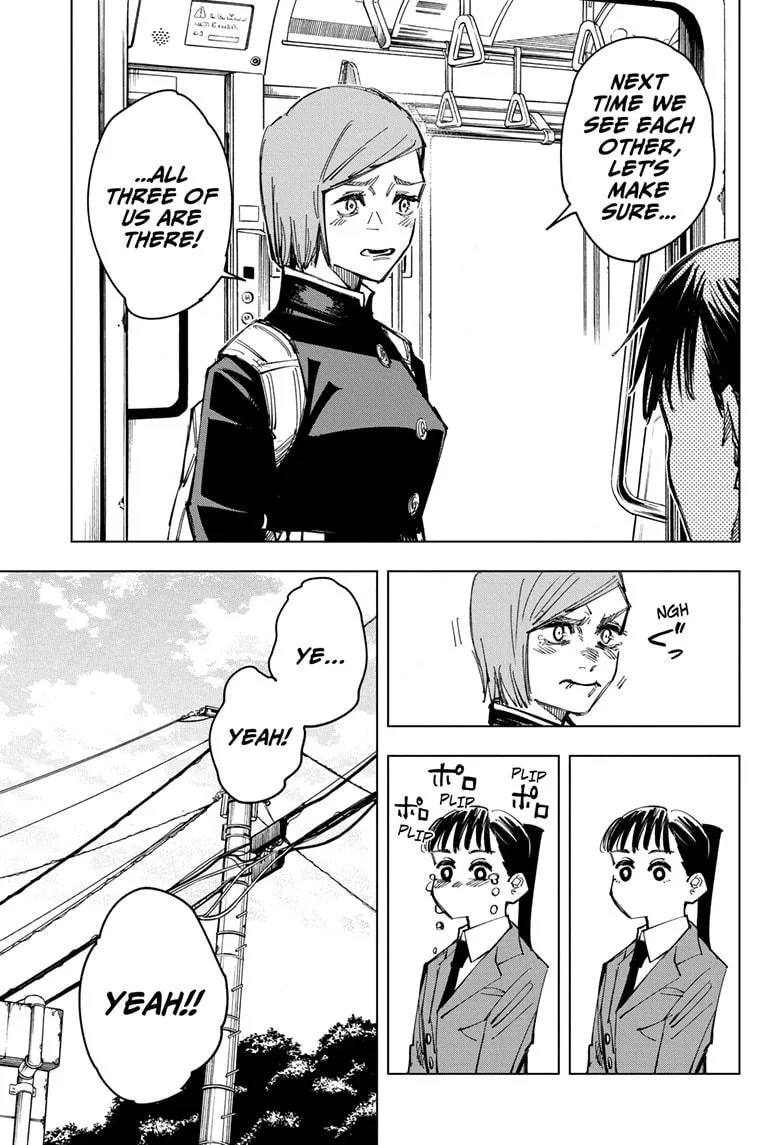 NEXT
TIME WE
SEE EACH
OTHER,
LET'S
MAKE
SURE...
...ALL
THREE OF
US ARE
THERE!
NGH
ぐっ
PLIP
ポロ
ポロ
PLIP
ポロ
PLIP
YE...
YEAH!
YEAH!!